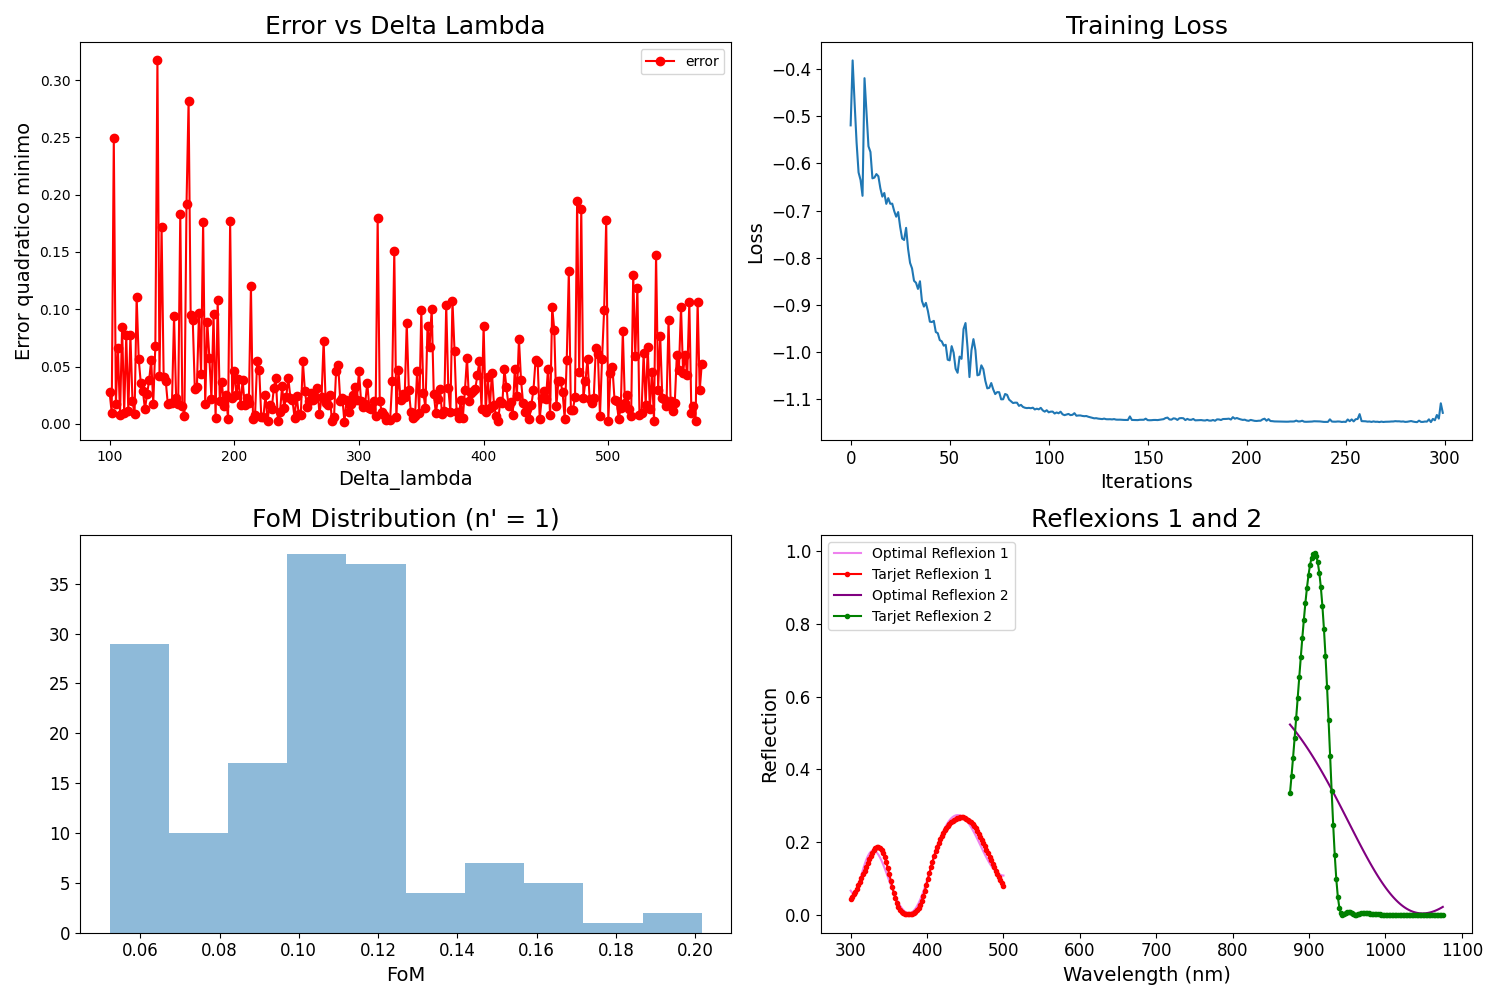 Error vs Delta Lambda
error
Error quadratico minimo
0.30
0.25
0.20
0.15
0.10
0.05
0.00
100 200 300 400 500
Delta_lambda
Training Loss
Loss
−0.4
−0.5
−0.6
−0.7
−0.8
−0.9
−1.0
−1.1
0 50 100 150 200 250 300
Iterations
FoM Distribution (n' = 1)
35
30
25
20
15
10
5
0
0.06 0.08 0.10 0.12 0.14 0.16 0.18 0.20
FoM
Reflexions 1 and 2
Optimal Reflexion 1
Tarjet Reflexion 1
Optimal Reflexion 2
Tarjet Reflexion 2
Reflection
1.0
0.8
0.6
0.4
0.2
0.0
300 400 500 600 700 800 900 1000 1100
Wavelength (nm)